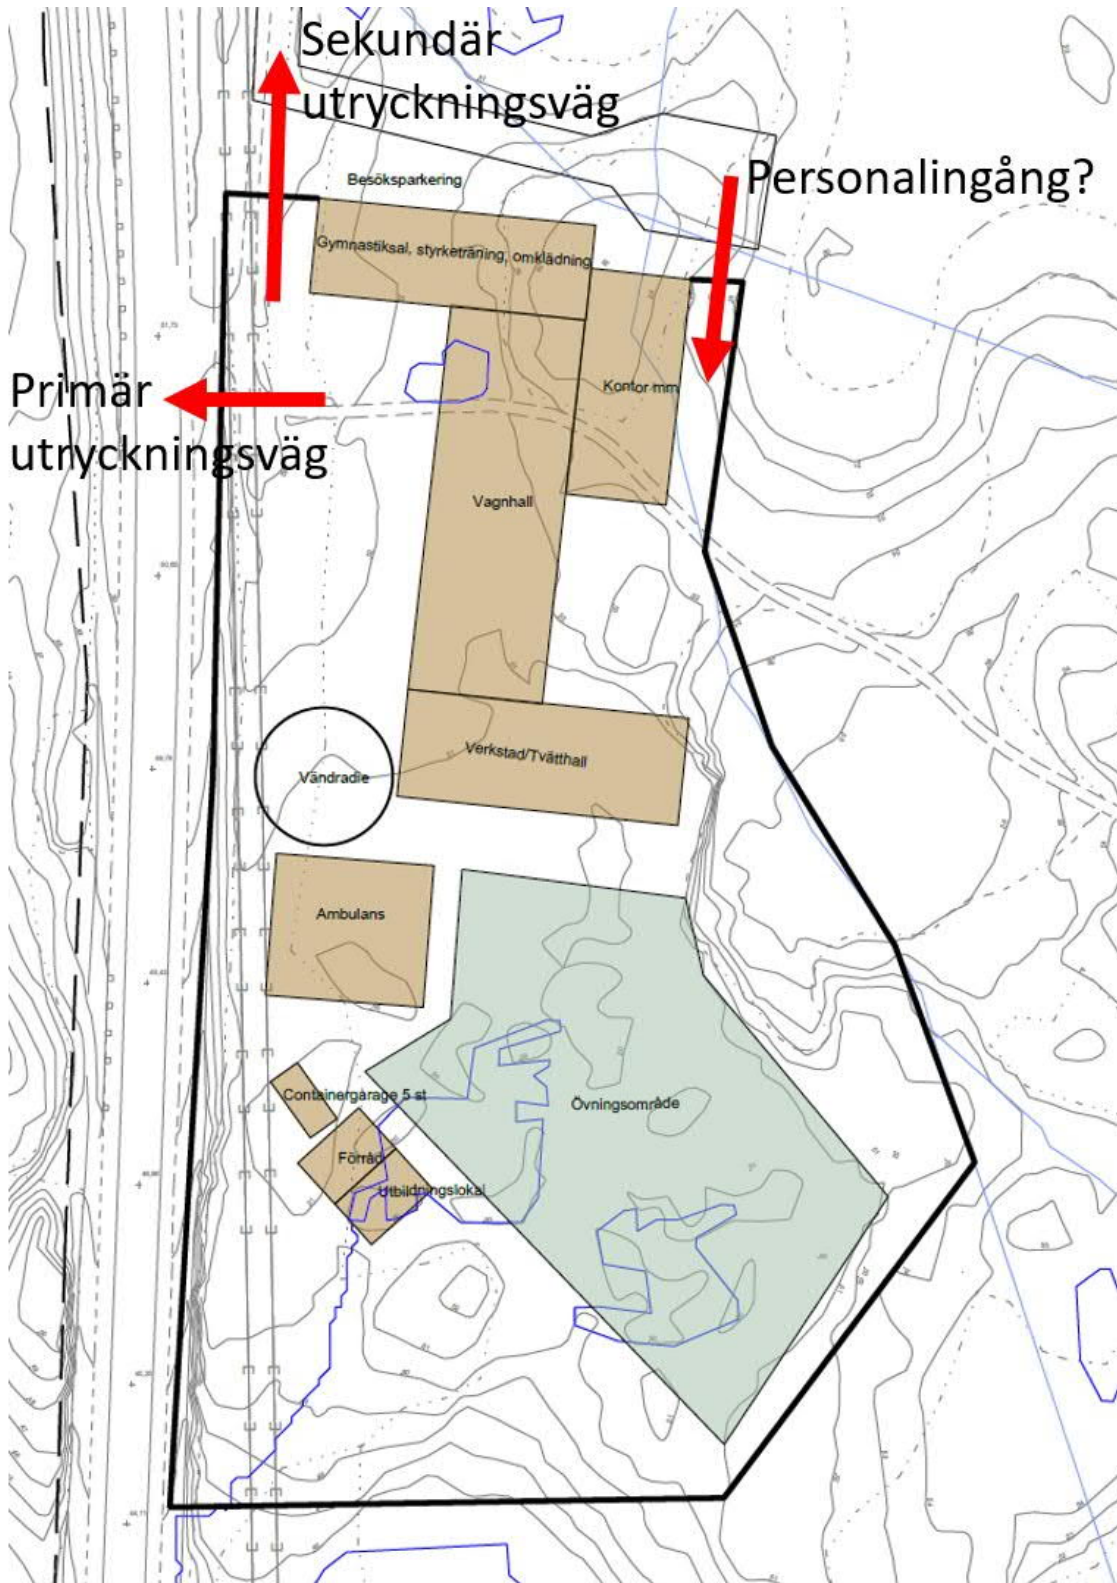 Sekundär
utryckningsväg
Besöksparkering
Personalingång?
Gymnastiksal, styrketräning, omklädning
Primär
utryckningsväg
Kontor mm
Vagnhall
Verkstad/Tvätthall
Vändradie
Ambulans
Containergarage 5 st
Övningsområde
Förråd
Utbildningslokal